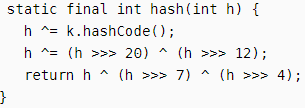 static final int hash(int h) {
h ^= k.hashCode();
h ^= (h >>> 20) ^ (h >>> 12);
return h ^ (h >>> 7) ^ (h >>> 4);
}